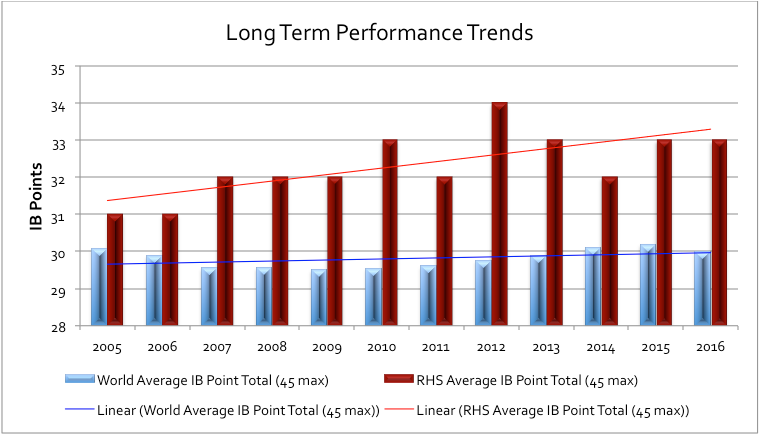 Long Term Performance Trends
35
34
33
32
31
30
29
28
IB Points
2005 2006 2007 2008 2009 2010 2011 2012 2013 2014 2015 2016
World Average IB Point Total (45 max) RHS Average IB Point Total (45 max)
Linear (World Average IB Point Total (45 max)) Linear (RHS Average IB Point Total (45 max))